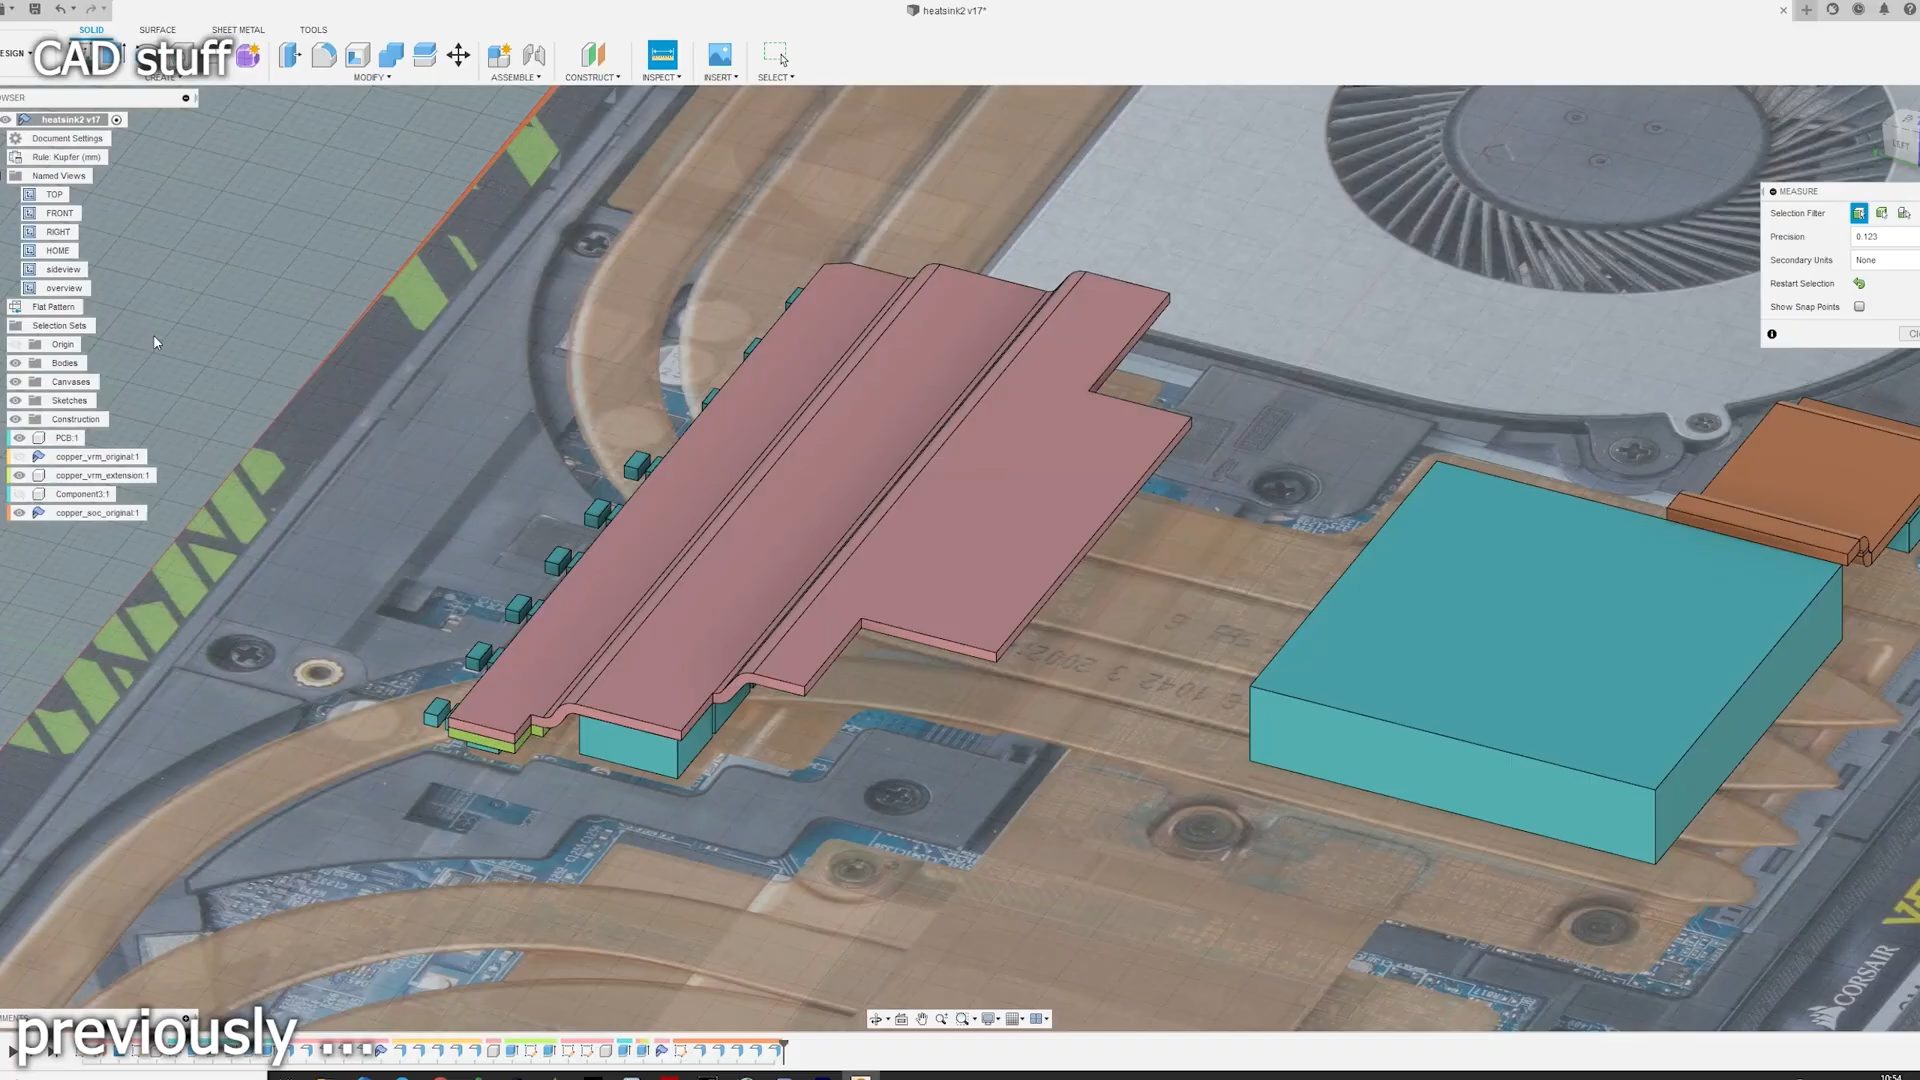 heatsink2 v17*
SOLID
SURFACE
SHEET METAL
TOOLS
CAD stuff
MODIFY
ASSEMBLE
CONSTRUCT
INSPECT
INSERT
SELECT
heatsink2 v17
Document Settings
Rule: Kupfer (mm)
Named Views
TOP
FRONT
RIGHT
HOME
sideview
overview
Flat Pattern
Selection Sets
Origin
Bodies
Canvases
Sketches
Construction
PCB:1
copper_vrm_original:1
copper_vrm_extension:1
Component3:1
copper_soc_original:1
LEFT
MEASURE
Selection Filter
Precision
0.123
Secondary Units
None
Restart Selection
Show Snap Points
CORSAIR
previously ...
10:54